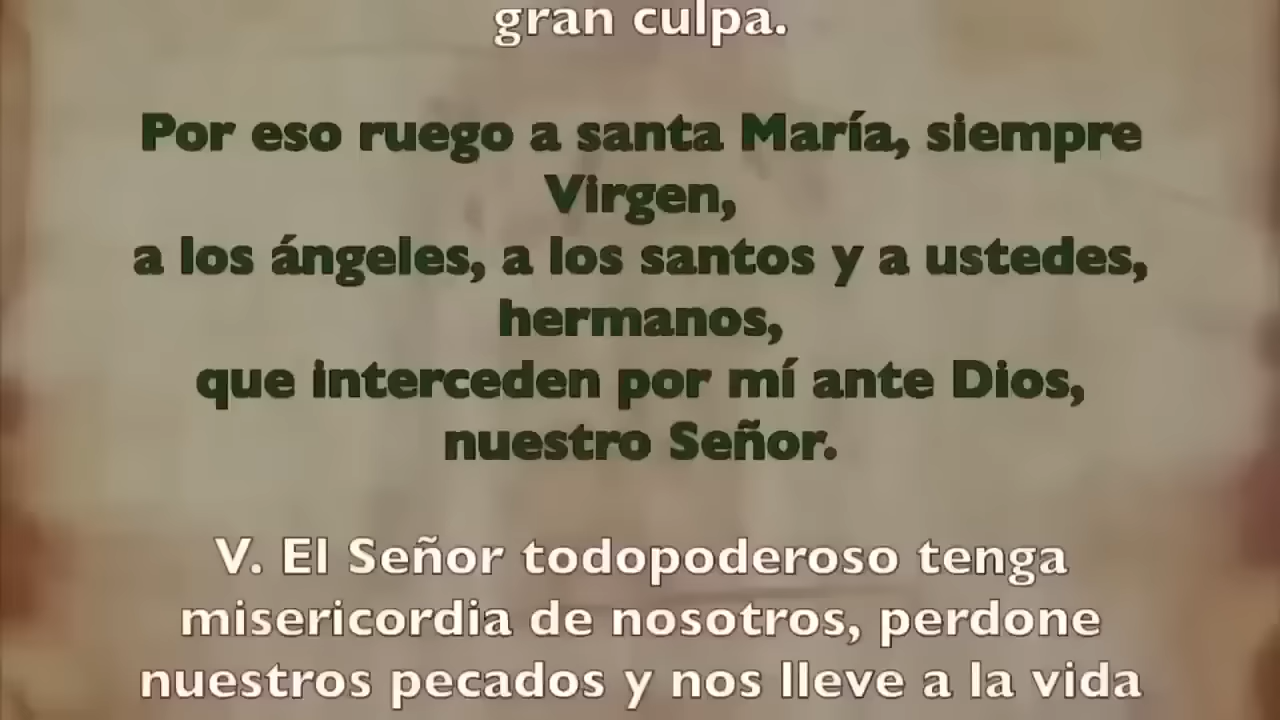 gran culpa.
Por eso ruego a santa María, siempre
Virgen,
a los ángeles, a los santos y a ustedes,
hermanos,
que interceden por mí ante Dios,
nuestro Señor.
V. El Señor todopoderoso tenga
misericordia de nosotros, perdone
nuestros pecados y nos lleve a la vida